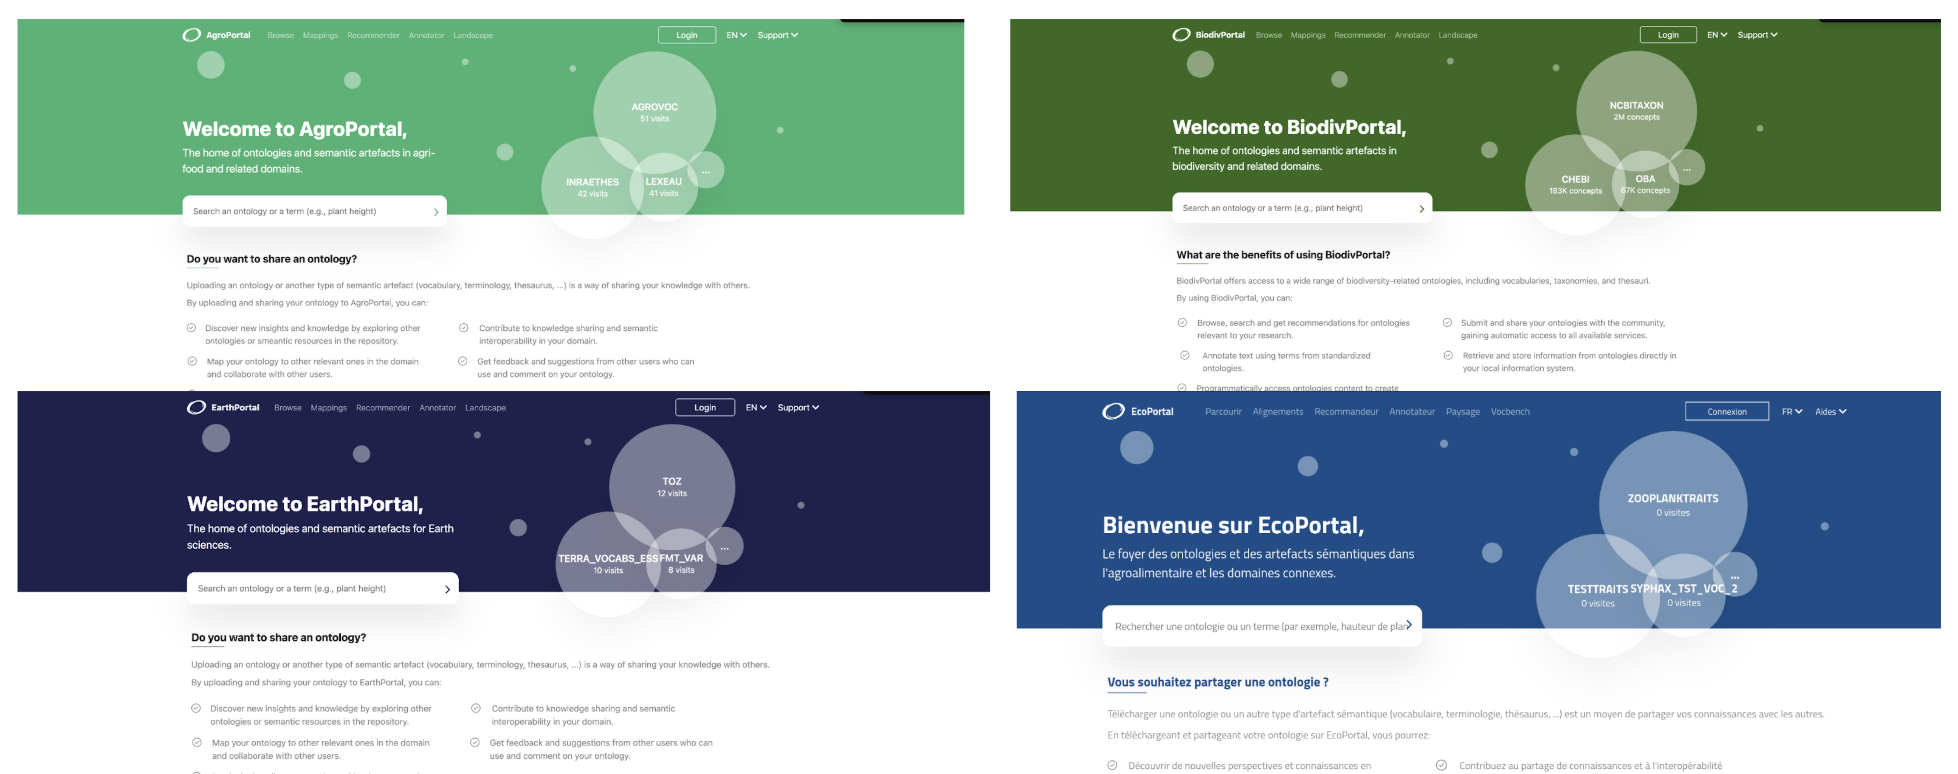 AgroPortal Browse Mappings Recommender Annotator Landscape Login EN Support
AGROVOC
51 visits
Welcome to AgroPortal,
The home of ontologies and semantic artefacts in agri-
food and related domains.
...
INRAETHES
42 visits
LEXEAU
41 visits
Search an ontology or a term (e.g., plant height)
Do you want to share an ontology?
Uploading an ontology or another type of semantic artefact (vocabulary, terminology, thesaurus, ...) is a way of sharing your knowledge with others.
By uploading and sharing your ontology to AgroPortal, you can:
Discover new insights and knowledge by exploring other
ontologies or smeantic resources in the repository.
Contribute to knowledge sharing and semantic
interoperability in your domain.
Map your ontology to other relevant ones in the domain
and collaborate with other users.
Get feedback and suggestions from other users who can
use and comment on your ontology.
BiodivPortal Browse Mappings Recommender Annotator Landscape Login EN Support
NCBITAXON
2M concepts
Welcome to BiodivPortal,
The home of ontologies and semantic artefacts in
biodiversity and related domains.
...
CHEBI
183K concepts
OBA
67K concepts
Search an ontology or a term (e.g., plant height)
What are the benefits of using BiodivPortal?
BiodivPortal offers access to a wide range of biodiversity-related ontologies, including vocabularies, taxonomies, and thesauri.
By using BiodivPortal, you can:
Browse, search and get recommendations for ontologies
relevant to your research.
Submit and share your ontologies with the community,
gaining automatic access to all available services.
Annotate text using terms from standardized
ontologies.
Retrieve and store information from ontologies directly in
your local information system.
Programmatically access ontologies content to create
EarthPortal Browse Mappings Recommender Annotator Landscape Login EN Support
TOZ
12 visits
Welcome to EarthPortal,
The home of ontologies and semantic artefacts for Earth
sciences.
...
TERRA_VOCABS_ESS
10 visits
FMT_VAR
8 visits
Search an ontology or a term (e.g., plant height)
Do you want to share an ontology?
Uploading an ontology or another type of semantic artefact (vocabulary, terminology, thesaurus, ...) is a way of sharing your knowledge with others.
By uploading and sharing your ontology to EarthPortal, you can:
Discover new insights and knowledge by exploring other
ontologies or semantic resources in the repository.
Contribute to knowledge sharing and semantic
interoperability in your domain.
Map your ontology to other relevant ones in the domain
and collaborate with other users.
Get feedback and suggestions from other users who can
use and comment on your ontology.
EcoPortal Parcourir Alignements Recommandeur Annotateur Paysage Vocbench Connexion FR Aides
ZOOPLANKTRAITS
0 visites
Bienvenue sur EcoPortal,
Le foyer des ontologies et des artefacts sémantiques dans
l'agroalimentaire et les domaines connexes.
...
TESTTRAITS
0 visites
SYPHAX_TST_VOC_2
0 visites
Rechercher une ontologie ou un terme (par exemple, hauteur de plan
Vous souhaitez partager une ontologie ?
Télécharger une ontologie ou un autre type d'artefact sémantique (vocabulaire, terminologie, thésaurus, ...) est un moyen de partager vos connaissances avec les autres.
En téléchargeant et partageant votre ontologie sur EcoPortal, vous pourrez:
Découvrir de nouvelles perspectives et connaissances en
Contribuez au partage de connaissances et à l'interopérabilité